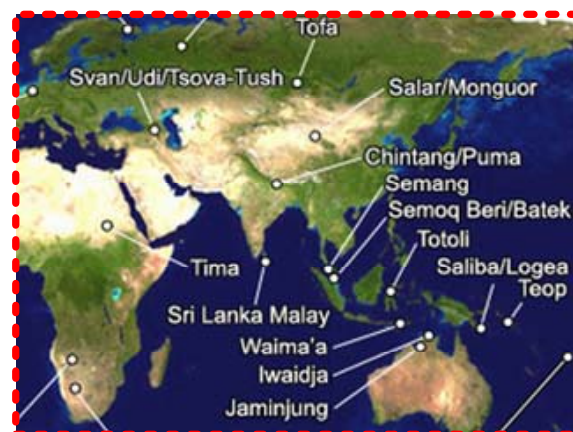 Tofa
Svan/Udi/Tsova-Tush
Salar/Monguor
Chintang/Puma
Semang
Semoq Beri/Batek
Totoli
Tima
Saliba/Logea
Teop
Sri Lanka Malay
Waima'a
Iwaidja
Jaminjung